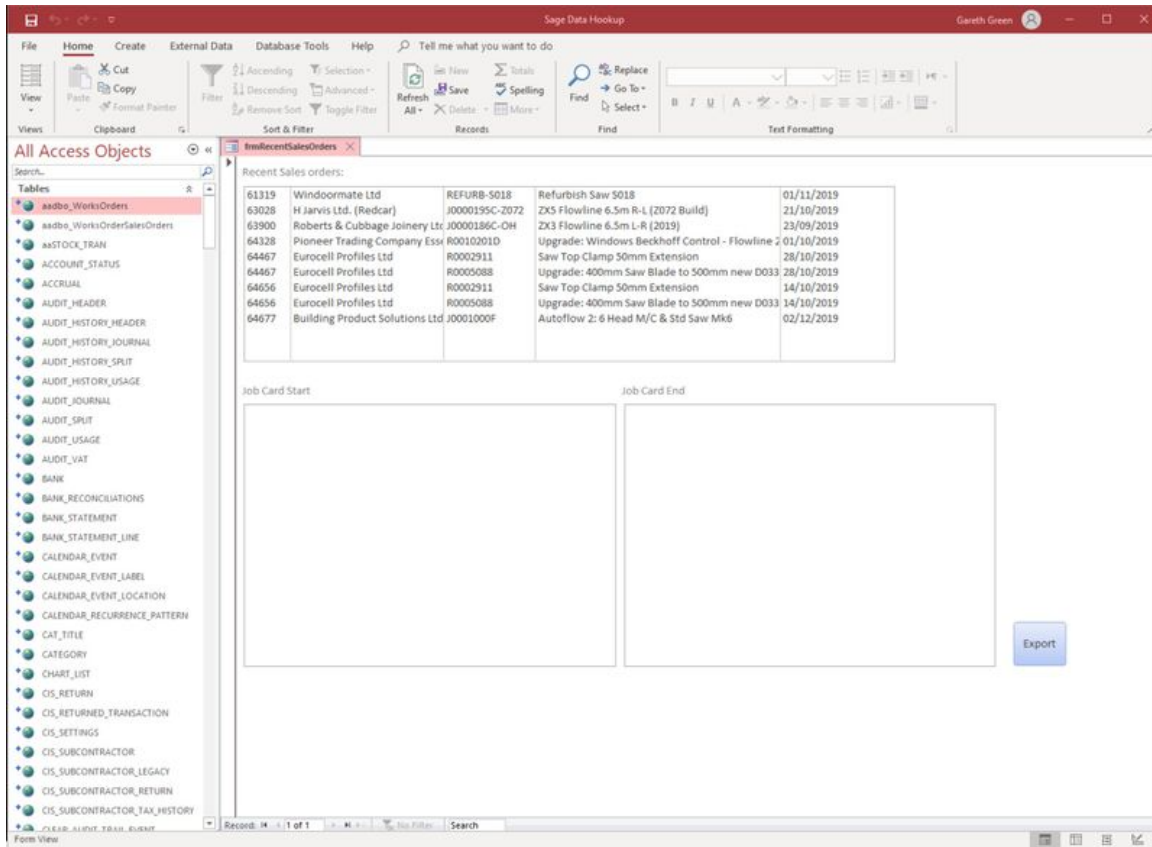 Sage Data Hookup
Gareth Green
File Home Create External Data Database Tools Help Tell me what you want to do
View
Views
Paste
Cut
Copy
Format Painter
Clipboard
Filter
Ascending
Descending
Remove Sort
Selection
Advanced
Toggle Filter
Sort & Filter
Refresh All
New
Save
Delete
Totals
Spelling
More
Records
Find
Replace
Go To
Select
Find
B I U A
Text Formatting
All Access Objects
Search...
Tables
aadbo_WorksOrders
aadbo_WorksOrderSalesOrders
aaSTOCK_TRAN
ACCOUNT_STATUS
ACCRUAL
AUDIT_HEADER
AUDIT_HISTORY_HEADER
AUDIT_HISTORY_JOURNAL
AUDIT_HISTORY_SPLIT
AUDIT_HISTORY_USAGE
AUDIT_JOURNAL
AUDIT_SPLIT
AUDIT_USAGE
AUDIT_VAT
BANK
BANK_RECONCILIATIONS
BANK_STATEMENT
BANK_STATEMENT_LINE
CALENDAR_EVENT
CALENDAR_EVENT_LABEL
CALENDAR_EVENT_LOCATION
CALENDAR_RECURRENCE_PATTERN
CAT_TITLE
CATEGORY
CHART_LIST
CIS_RETURN
CIS_RETURNED_TRANSACTION
CIS_SETTINGS
CIS_SUBCONTRACTOR
CIS_SUBCONTRACTOR_LEGACY
CIS_SUBCONTRACTOR_RETURN
CIS_SUBCONTRACTOR_TAX_HISTORY
CLEAR_AUDIT_TRAIL_EVENT
frmRecentSalesOrders
Recent Sales orders:
61319 Windoormate Ltd REFURB-S018 Refurbish Saw S018 01/11/2019
63028 H Jarvis Ltd. (Redcar) J0000195C-Z072 ZX5 Flowline 6.5m R-L (Z072 Build) 21/10/2019
63900 Roberts & Cubbage Joinery Ltd J0000186C-OH ZX3 Flowline 6.5m L-R (2019) 23/09/2019
64328 Pioneer Trading Company Esse R0010201D Upgrade: Windows Beckhoff Control - Flowline 2 01/10/2019
64467 Eurocell Profiles Ltd R0002911 Saw Top Clamp 50mm Extension 28/10/2019
64467 Eurocell Profiles Ltd R0005088 Upgrade: 400mm Saw Blade to 500mm new D033 28/10/2019
64656 Eurocell Profiles Ltd R0002911 Saw Top Clamp 50mm Extension 14/10/2019
64656 Eurocell Profiles Ltd R0005088 Upgrade: 400mm Saw Blade to 500mm new D033 14/10/2019
64677 Building Product Solutions Ltd J0001000F Autoflow 2: 6 Head M/C & Std Saw Mk6 02/12/2019
Job Card Start
Job Card End
Export
Record: 1 of 1 No Filter Search
Form View